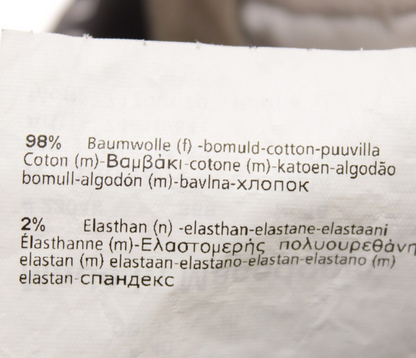 98% Baumwolle (f) -bomuld-cotton-puuvilla
Coton (m)-Βαμβάκι-cotone (m)-katoen-algodão
bomull-algodón (m)-bavlna-хлопок
2% Elasthan (n) -elasthan-elastane-elastaani
Élasthanne (m)-Ελαστομερής πολυουρεθάνη
elastan (m) elastaan-elastano-elastan-elastano (m)
elastan-спандекс